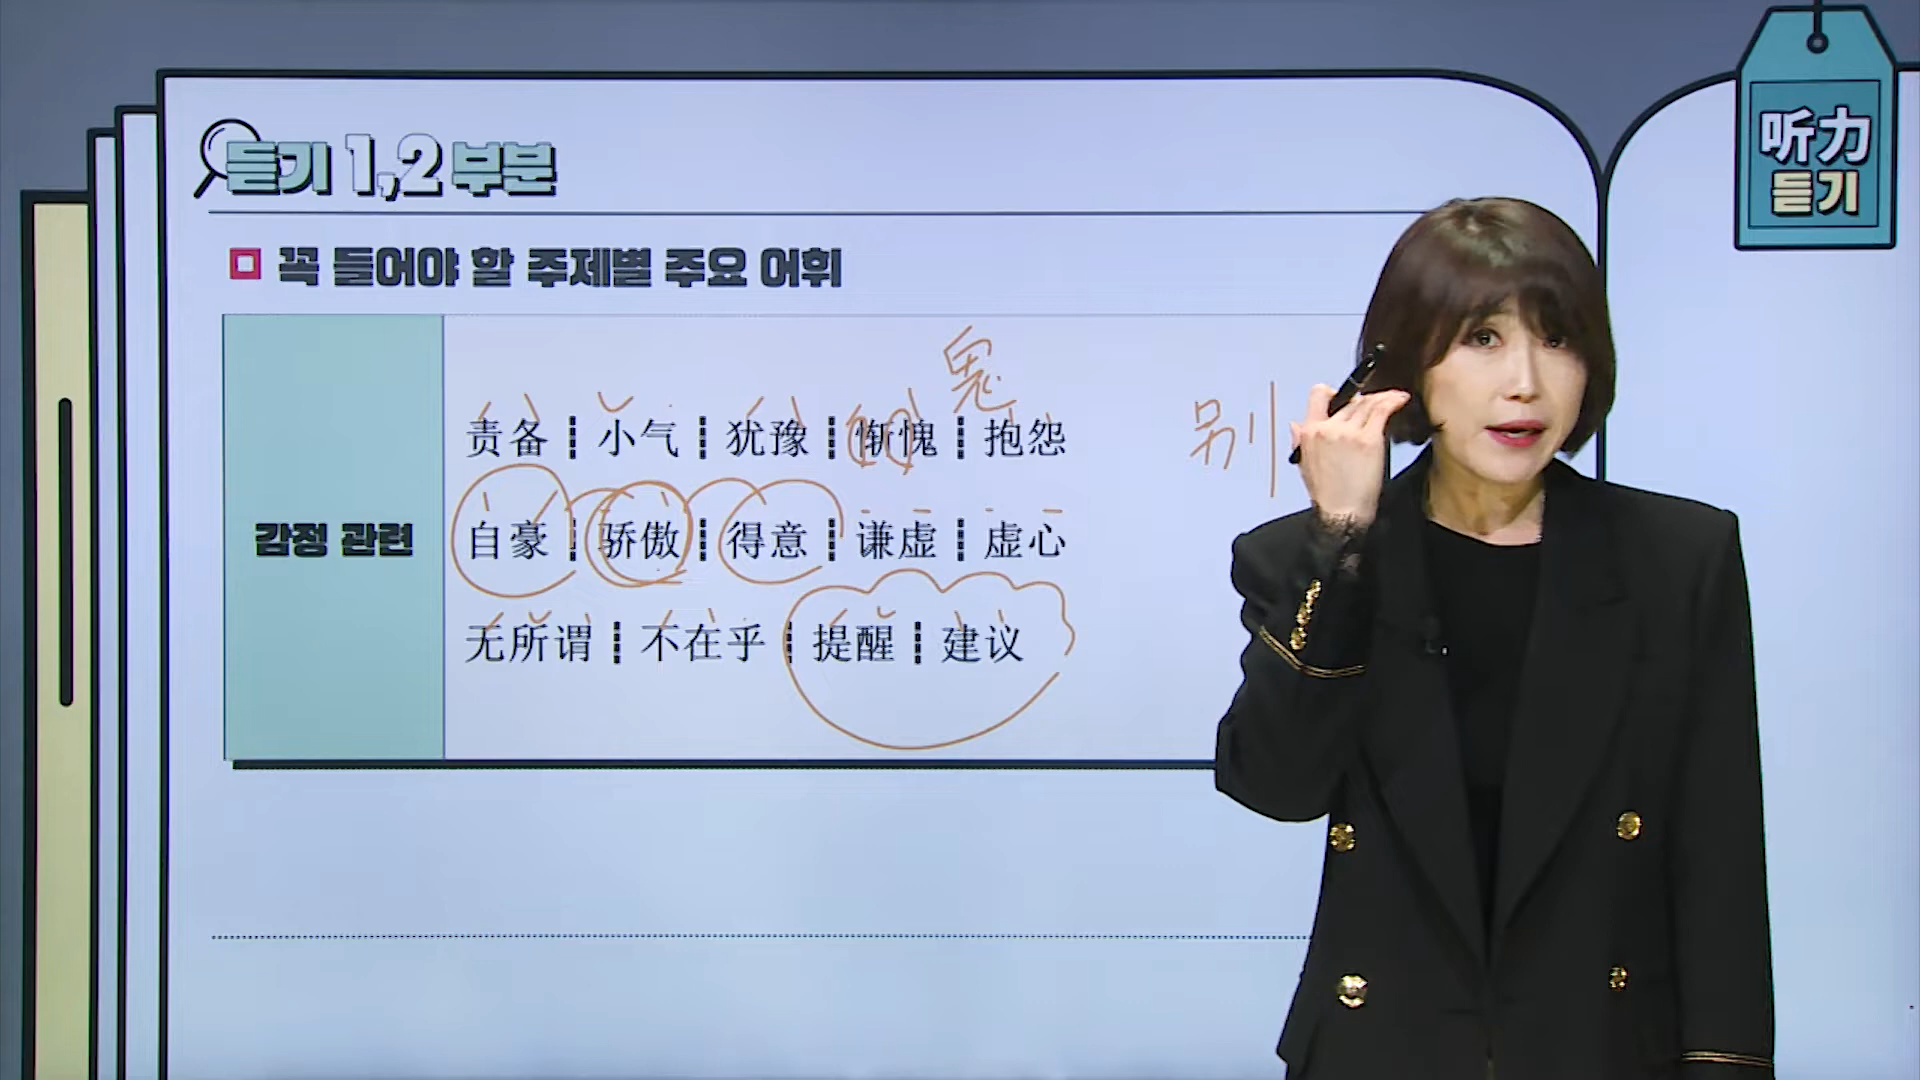 听力
듣기
듣기 1,2 부분
꼭 들어야 할 주제별 주요 어휘
鬼
责备 ┇ 小气 ┇ 犹豫 ┇ 惭愧 ┇ 抱怨
别
감정 관련
自豪 ┇ 骄傲 ┇ 得意 ┇ 谦虚 ┇ 虚心
无所谓 ┇ 不在乎 ┇ 提醒 ┇ 建议